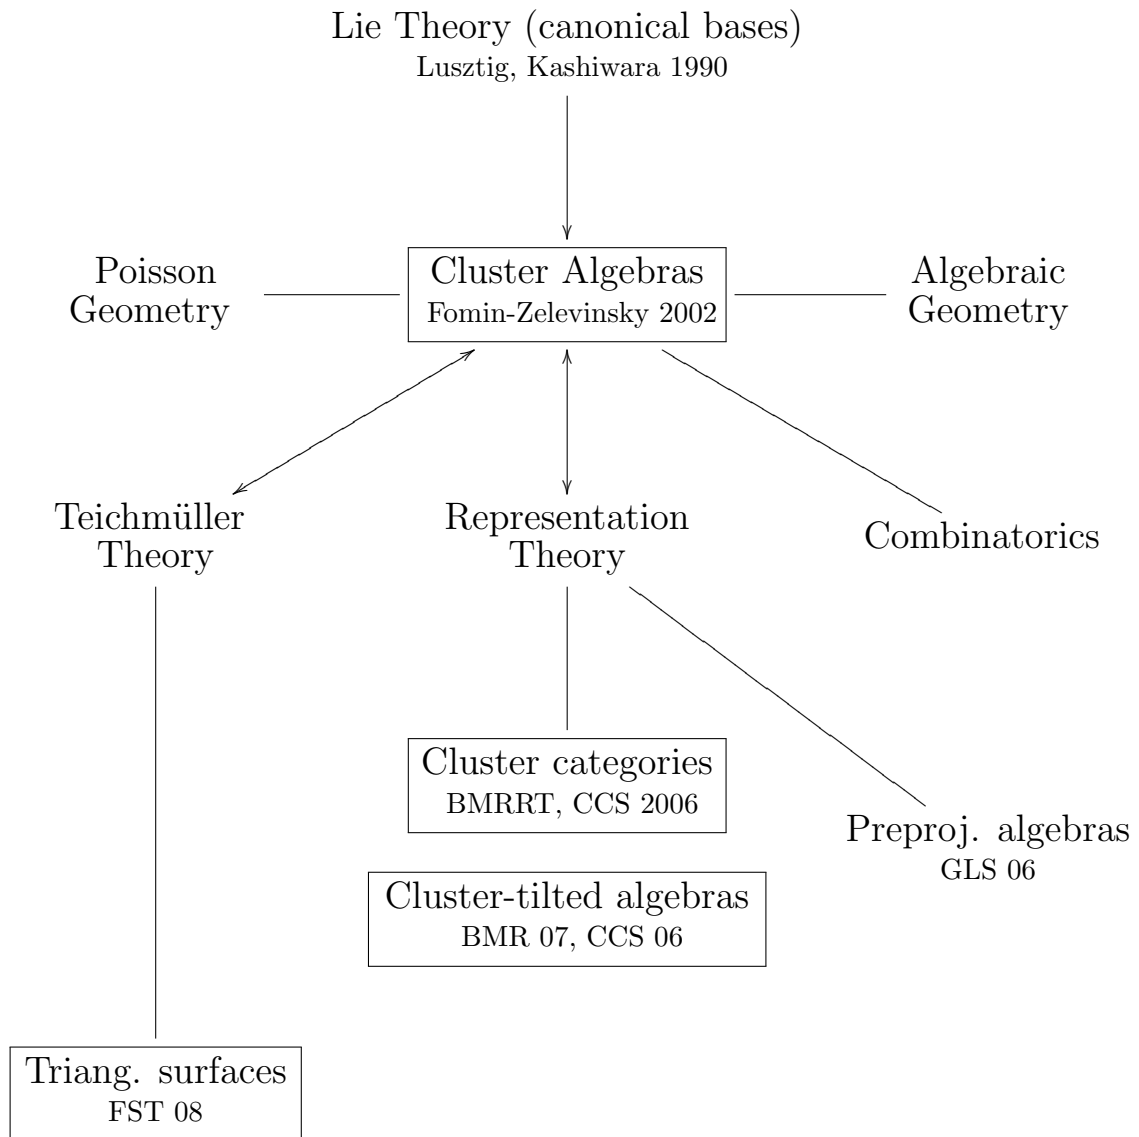 Lie Theory (canonical bases)
Lusztig, Kashiwara 1990
Poisson
Geometry
Cluster Algebras
Fomin-Zelevinsky 2002
Algebraic
Geometry
Teichmüller
Theory
Representation
Theory
Combinatorics
Cluster categories
BMRRT, CCS 2006
Preproj. algebras
GLS 06
Cluster-tilted algebras
BMR 07, CCS 06
Triang. surfaces
FST 08